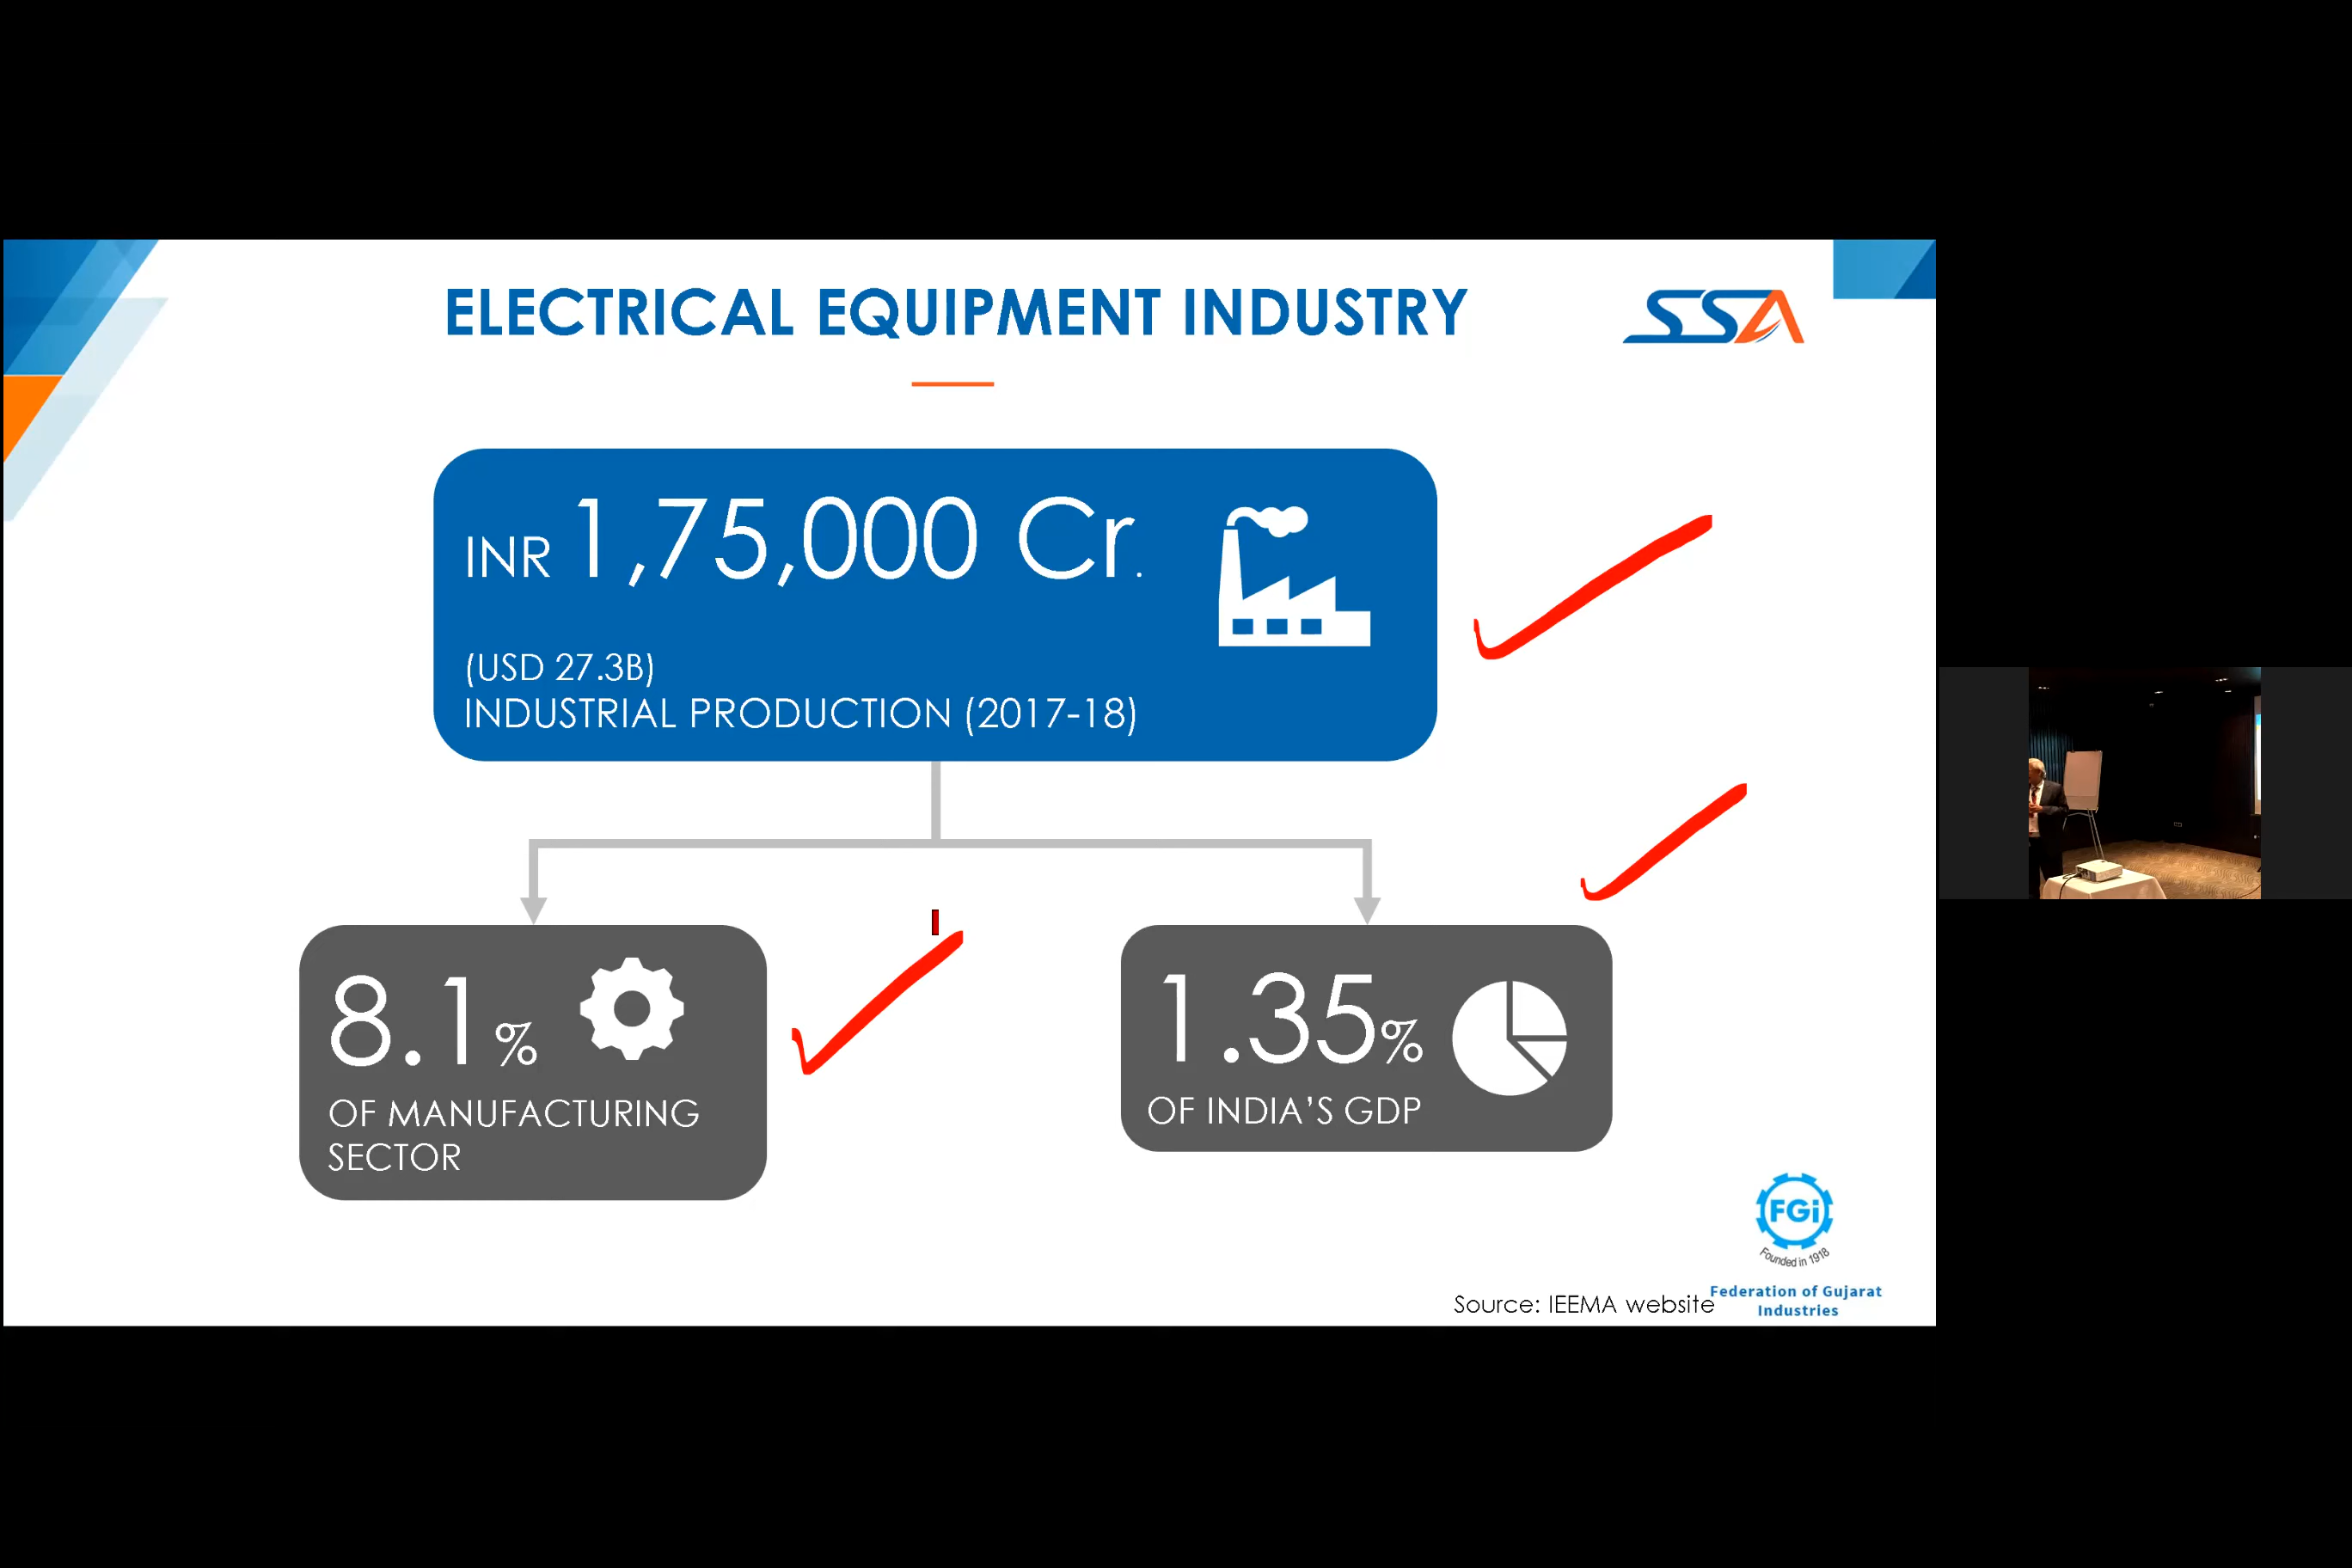 ELECTRICAL EQUIPMENT INDUSTRY
SSA
INR 1,75,000 Cr.
(USD 27.3B)
INDUSTRIAL PRODUCTION (2017-18)
8.1%
OF MANUFACTURING
SECTOR
1.35%
OF INDIA'S GDP
FGi
Founded in 1918
Federation of Gujarat
Industries
Source: IEEMA website